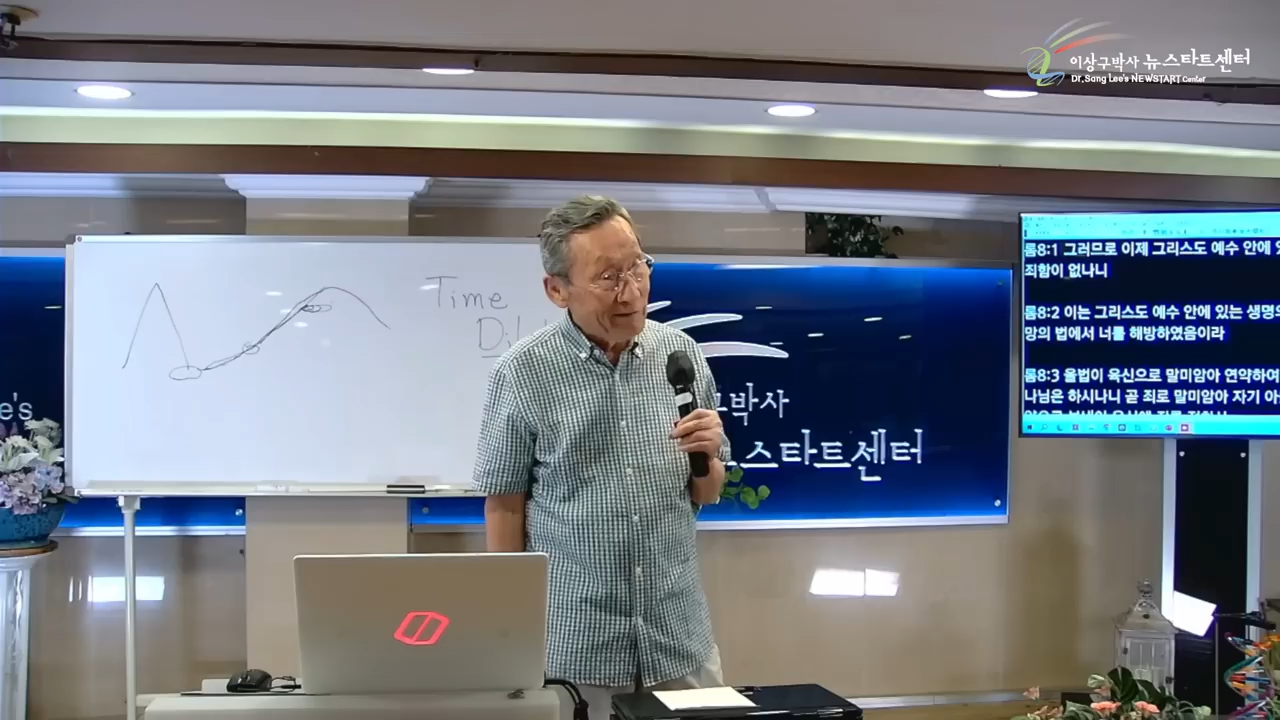 이상구박사 뉴스타트센터
Dr. Sang Lee's NEWSTART Center
Time
박사
스타트센터
e's
롬8:1 그러므로 이제 그리스도 예수 안에
죄함이 없나니
롬8:2 이는 그리스도 예수 안에 있는 생명의
망의 법에서 너를 해방하였음이라
롬8:3 율법이 육신으로 말미암아 연약하여
나님은 하시나니 곧 죄로 말미암아 자기 아